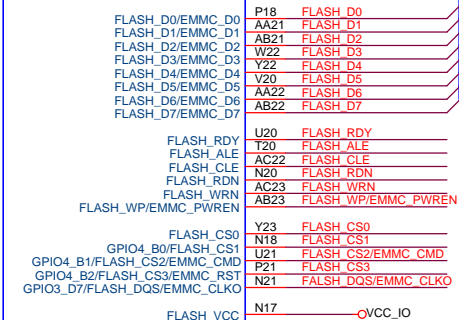 FLASH_D0/EMMC_D0 P18 FLASH_D0
FLASH_D1/EMMC_D1 AA21 FLASH_D1
FLASH_D2/EMMC_D2 AB21 FLASH_D2
FLASH_D3/EMMC_D3 W22 FLASH_D3
FLASH_D4/EMMC_D4 Y22 FLASH_D4
FLASH_D5/EMMC_D5 V20 FLASH_D5
FLASH_D6/EMMC_D6 AA22 FLASH_D6
FLASH_D7/EMMC_D7 AB22 FLASH_D7
FLASH_RDY U20 FLASH_RDY
FLASH_ALE T20 FLASH_ALE
FLASH_CLE AC22 FLASH_CLE
FLASH_RDN N20 FLASH_RDN
FLASH_WRN AC23 FLASH_WRN
FLASH_WP/EMMC_PWREN AB23 FLASH_WP/EMMC_PWREN
FLASH_CS0 Y23 FLASH_CS0
GPIO4_B0/FLASH_CS1 N18 FLASH_CS1
GPIO4_B1/FLASH_CS2/EMMC_CMD U21 FLASH_CS2/EMMC_CMD
GPIO4_B2/FLASH_CS3/EMMC_RST P21 FLASH_CS3
GPIO3_D7/FLASH_DQS/EMMC_CLKO N21 FALSH_DQS/EMMC_CLKO
FLASH_VCC N17 VCC_IO